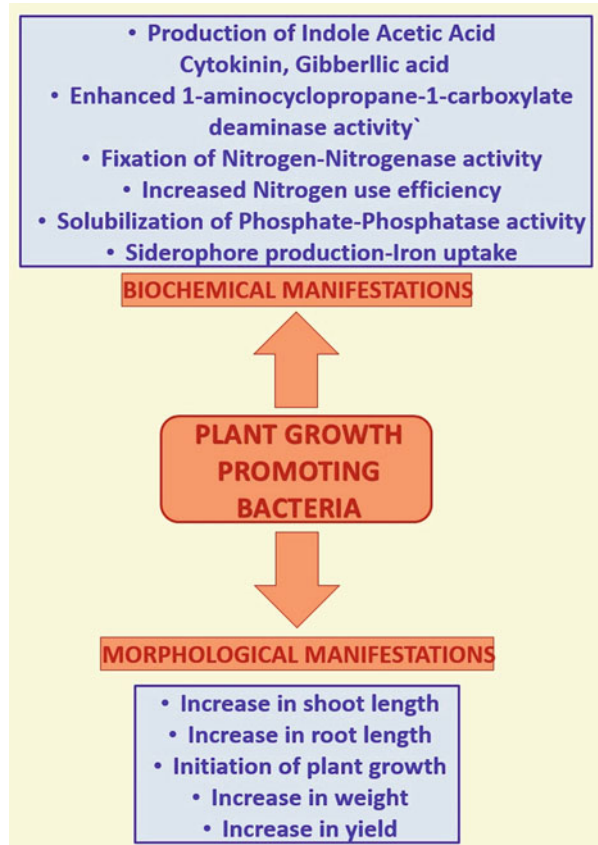 • Production of Indole Acetic Acid
Cytokinin, Gibberllic acid
• Enhanced 1-aminocyclopropane-1-carboxylate
deaminase activity`
• Fixation of Nitrogen-Nitrogenase activity
• Increased Nitrogen use efficiency
• Solubilization of Phosphate-Phosphatase activity
• Siderophore production-Iron uptake
BIOCHEMICAL MANIFESTATIONS
PLANT GROWTH
PROMOTING
BACTERIA
MORPHOLOGICAL MANIFESTATIONS
• Increase in shoot length
• Increase in root length
• Initiation of plant growth
• Increase in weight
• Increase in yield